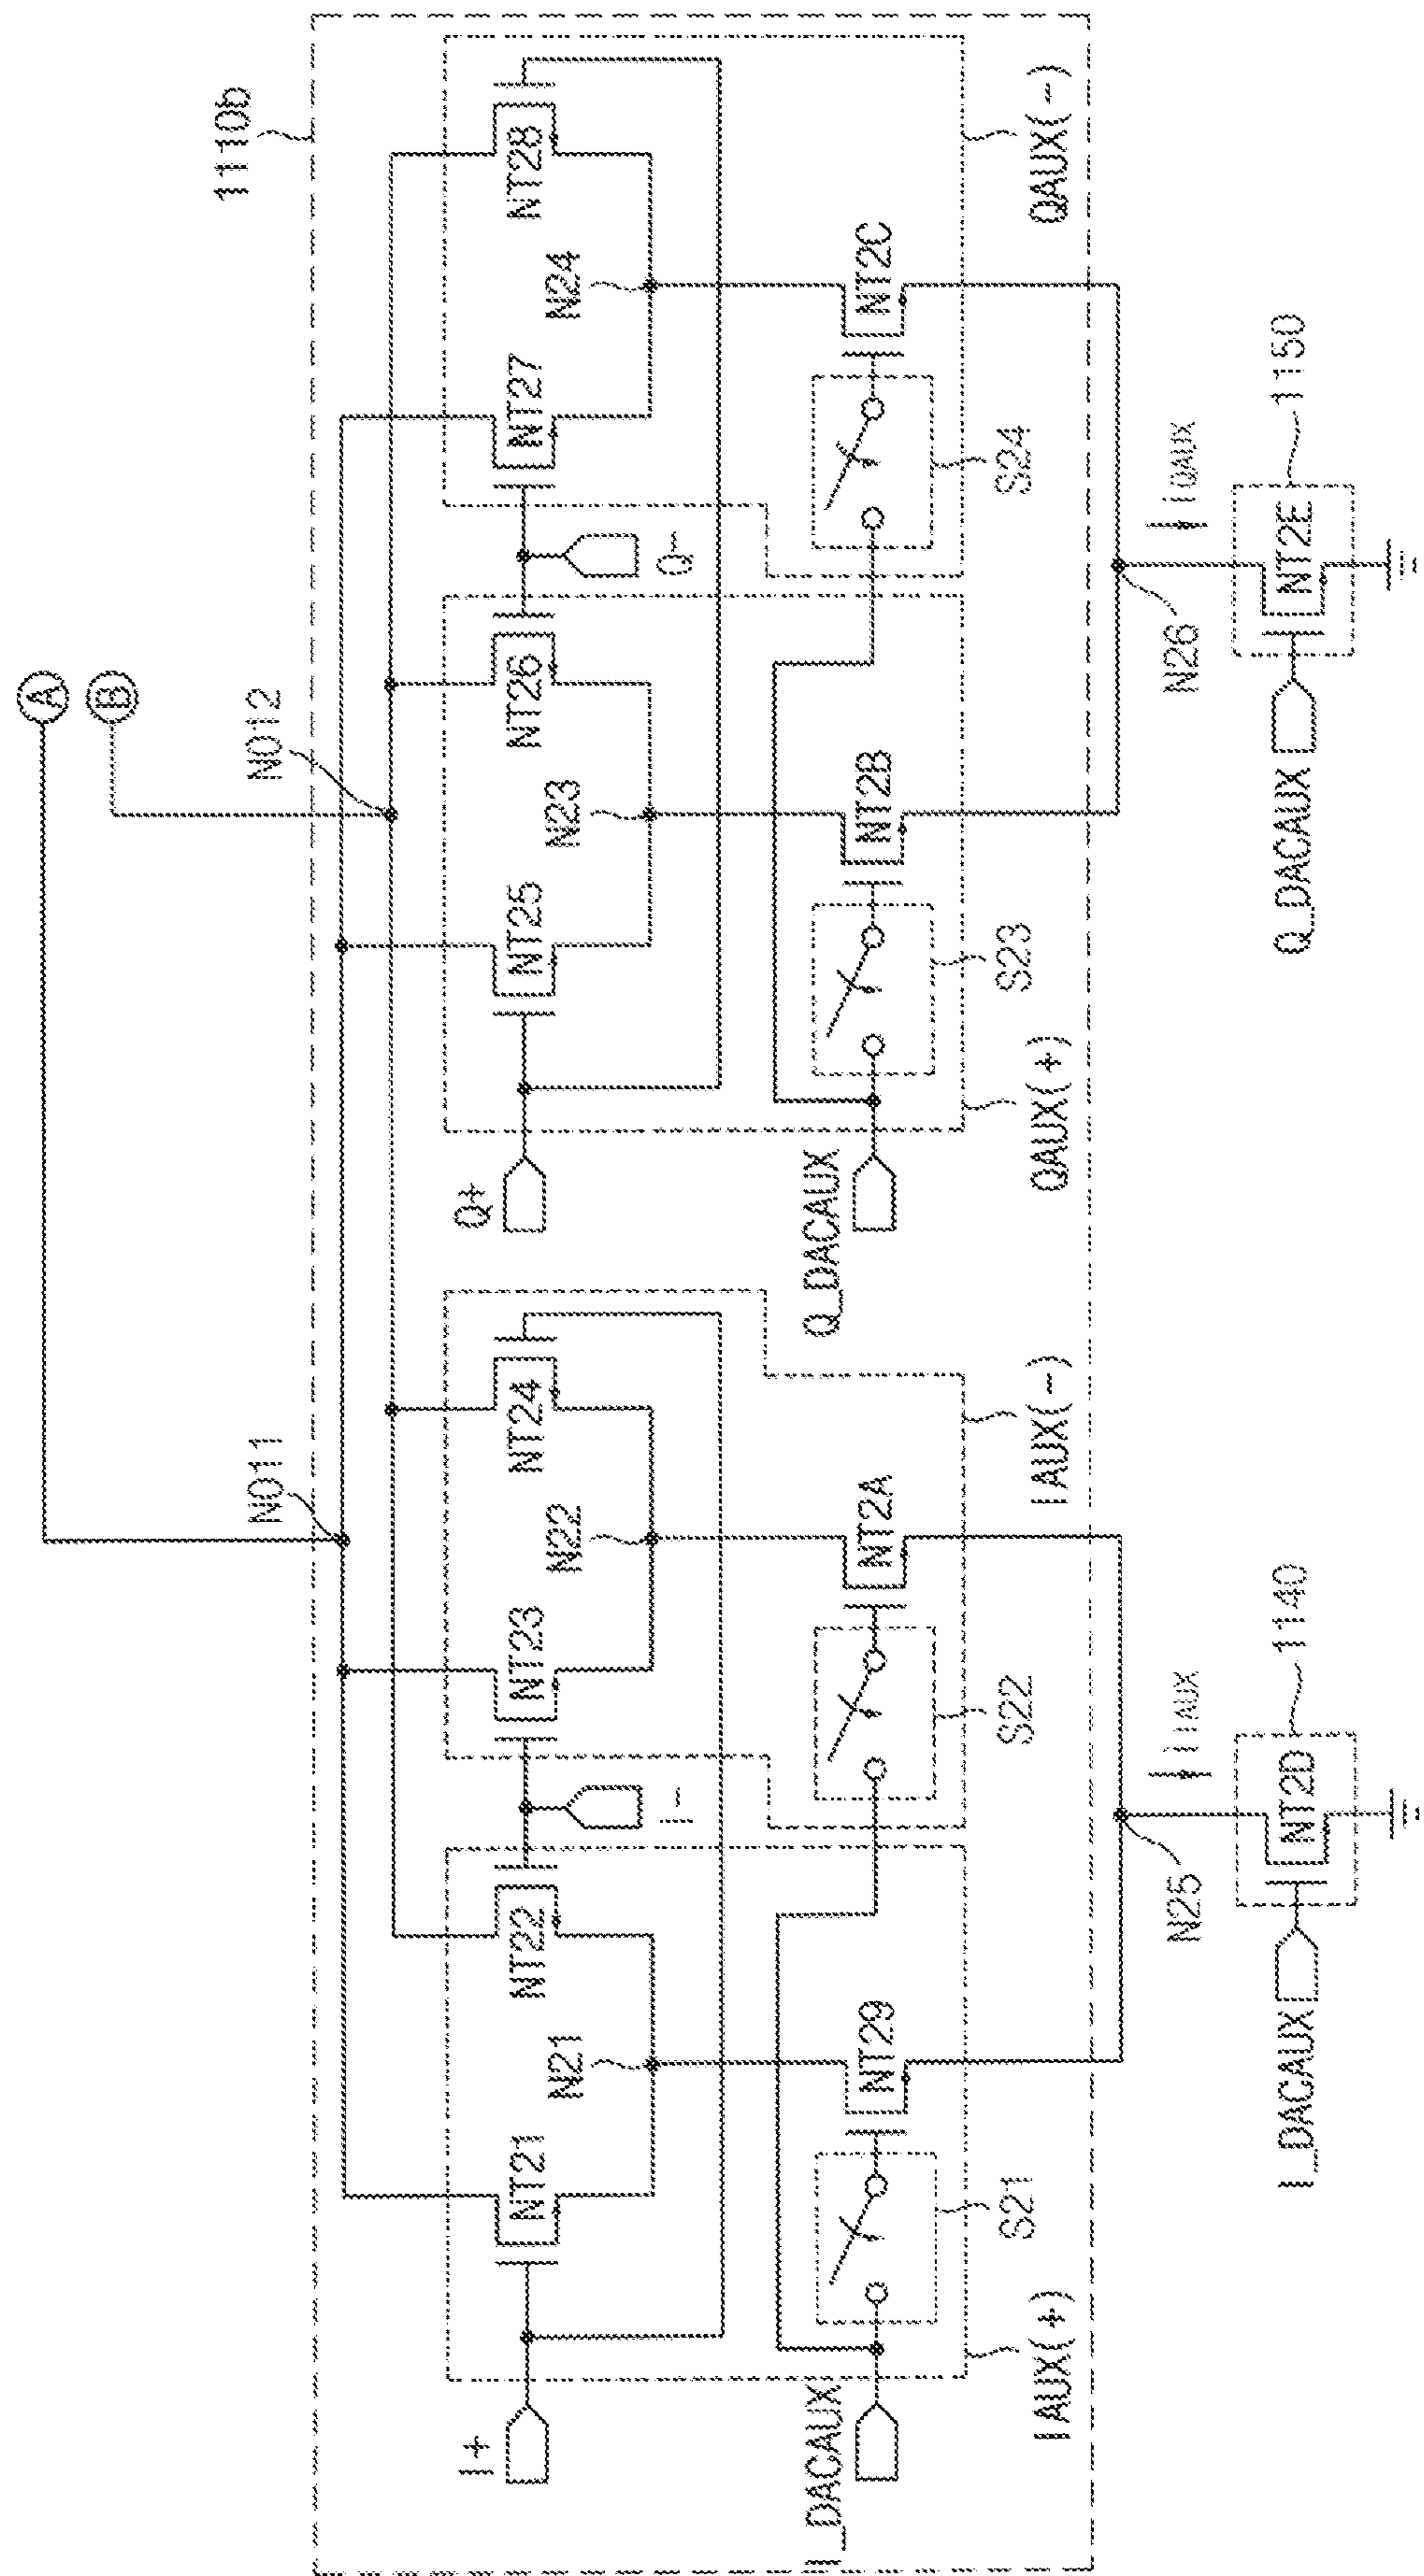 A
B
1110b
NO11
NO12
NT21
NT22
NT23
NT24
NT25
NT26
NT27
NT28
I+
I-
Q+
Q-
N21
N22
N23
N24
I_DACAUX
NT29
NT2A
Q_DACAUX
NT2B
NT2C
S21
S22
S23
S24
IAUX(+)
IAUX(-)
QAUX(+)
QAUX(-)
N25
IIAUX
N26
IQAUX
I_DACAUX
NT2D
1140
Q_DACAUX
NT2E
1150